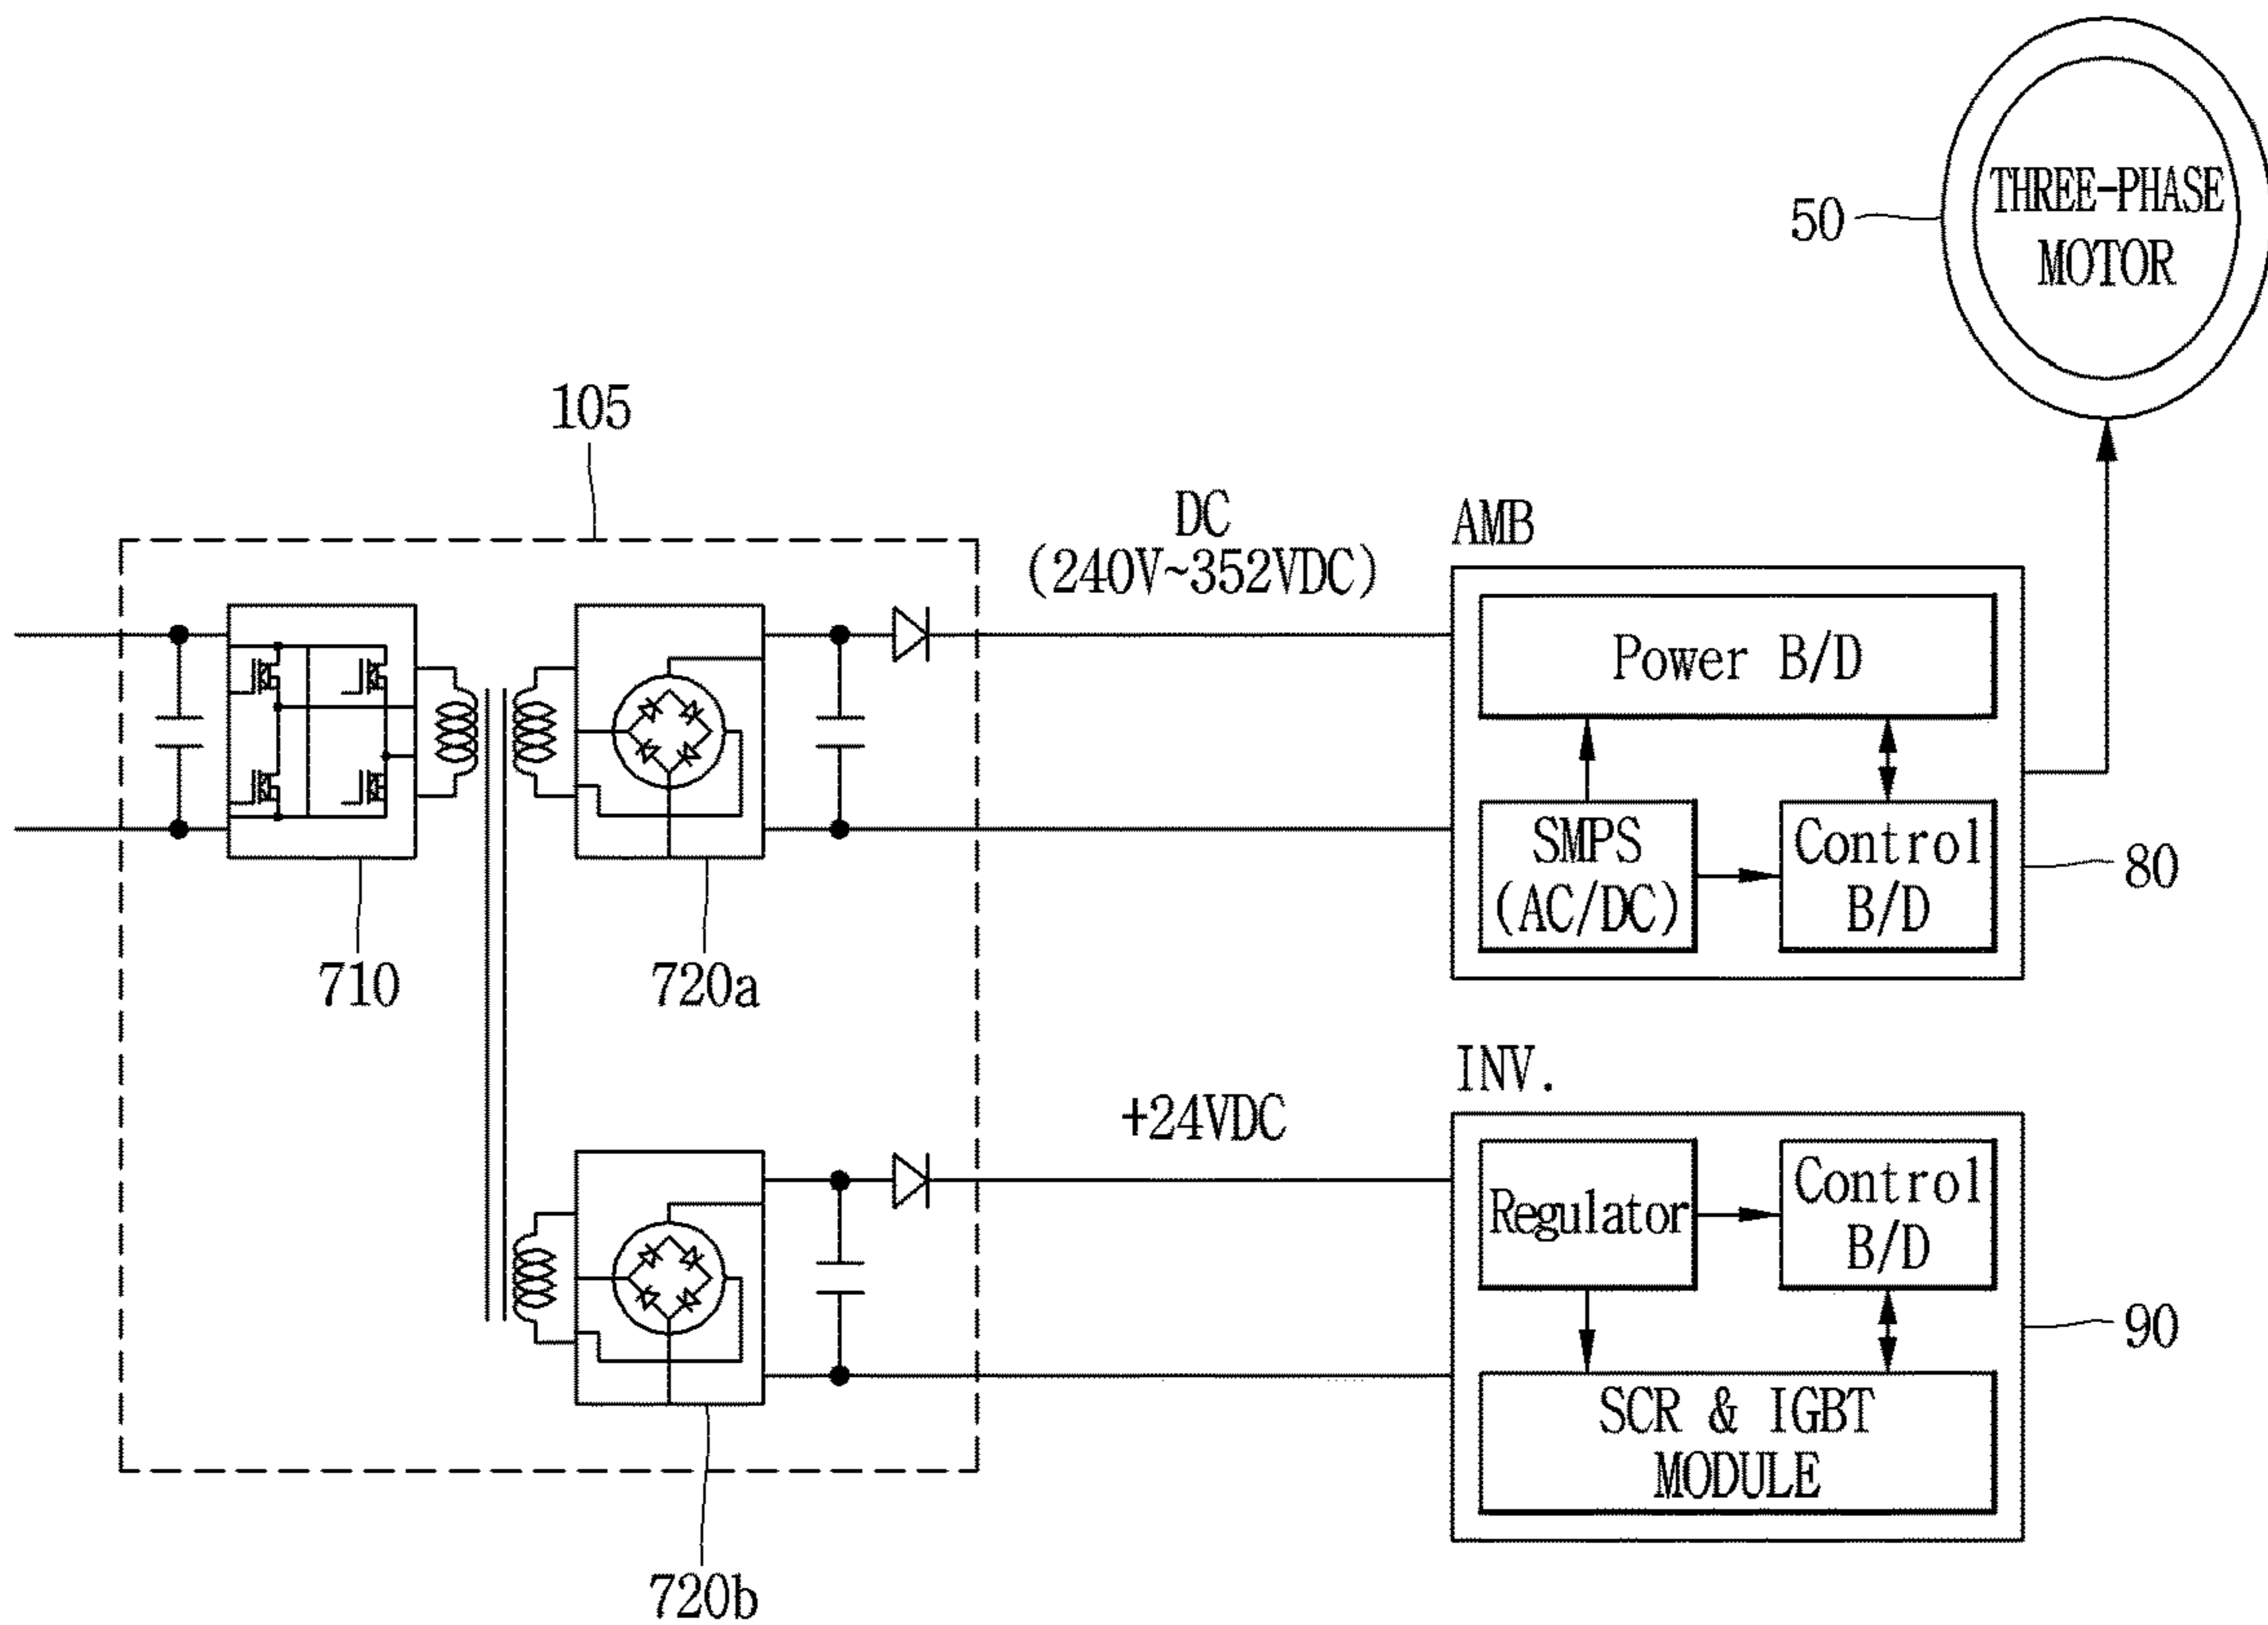 THREE-PHASE
MOTOR
50
105
DC
(240V~352VDC)
AMB
Power B/D
SMPS
(AC/DC)
Control
B/D
80
710
720a
INV.
+24VDC
Regulator
Control
B/D
90
SCR & IGBT
MODULE
720b